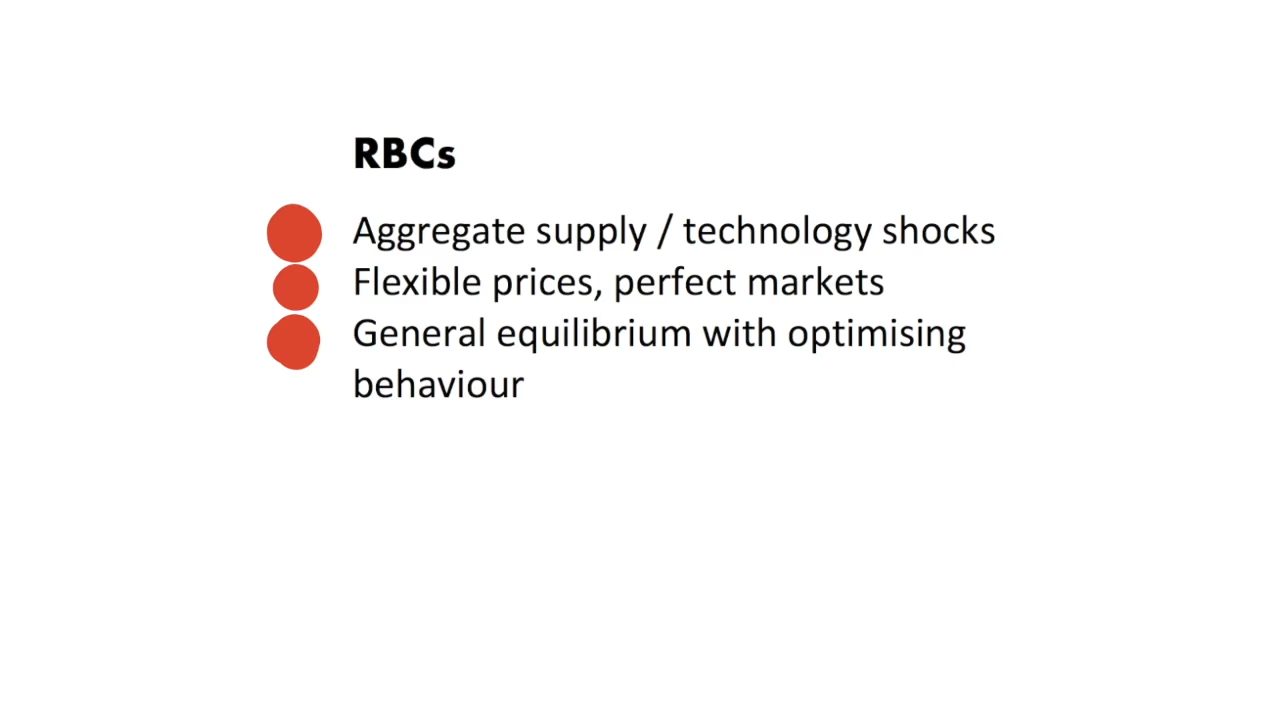 RBCs
Aggregate supply / technology shocks
Flexible prices, perfect markets
General equilibrium with optimising
behaviour